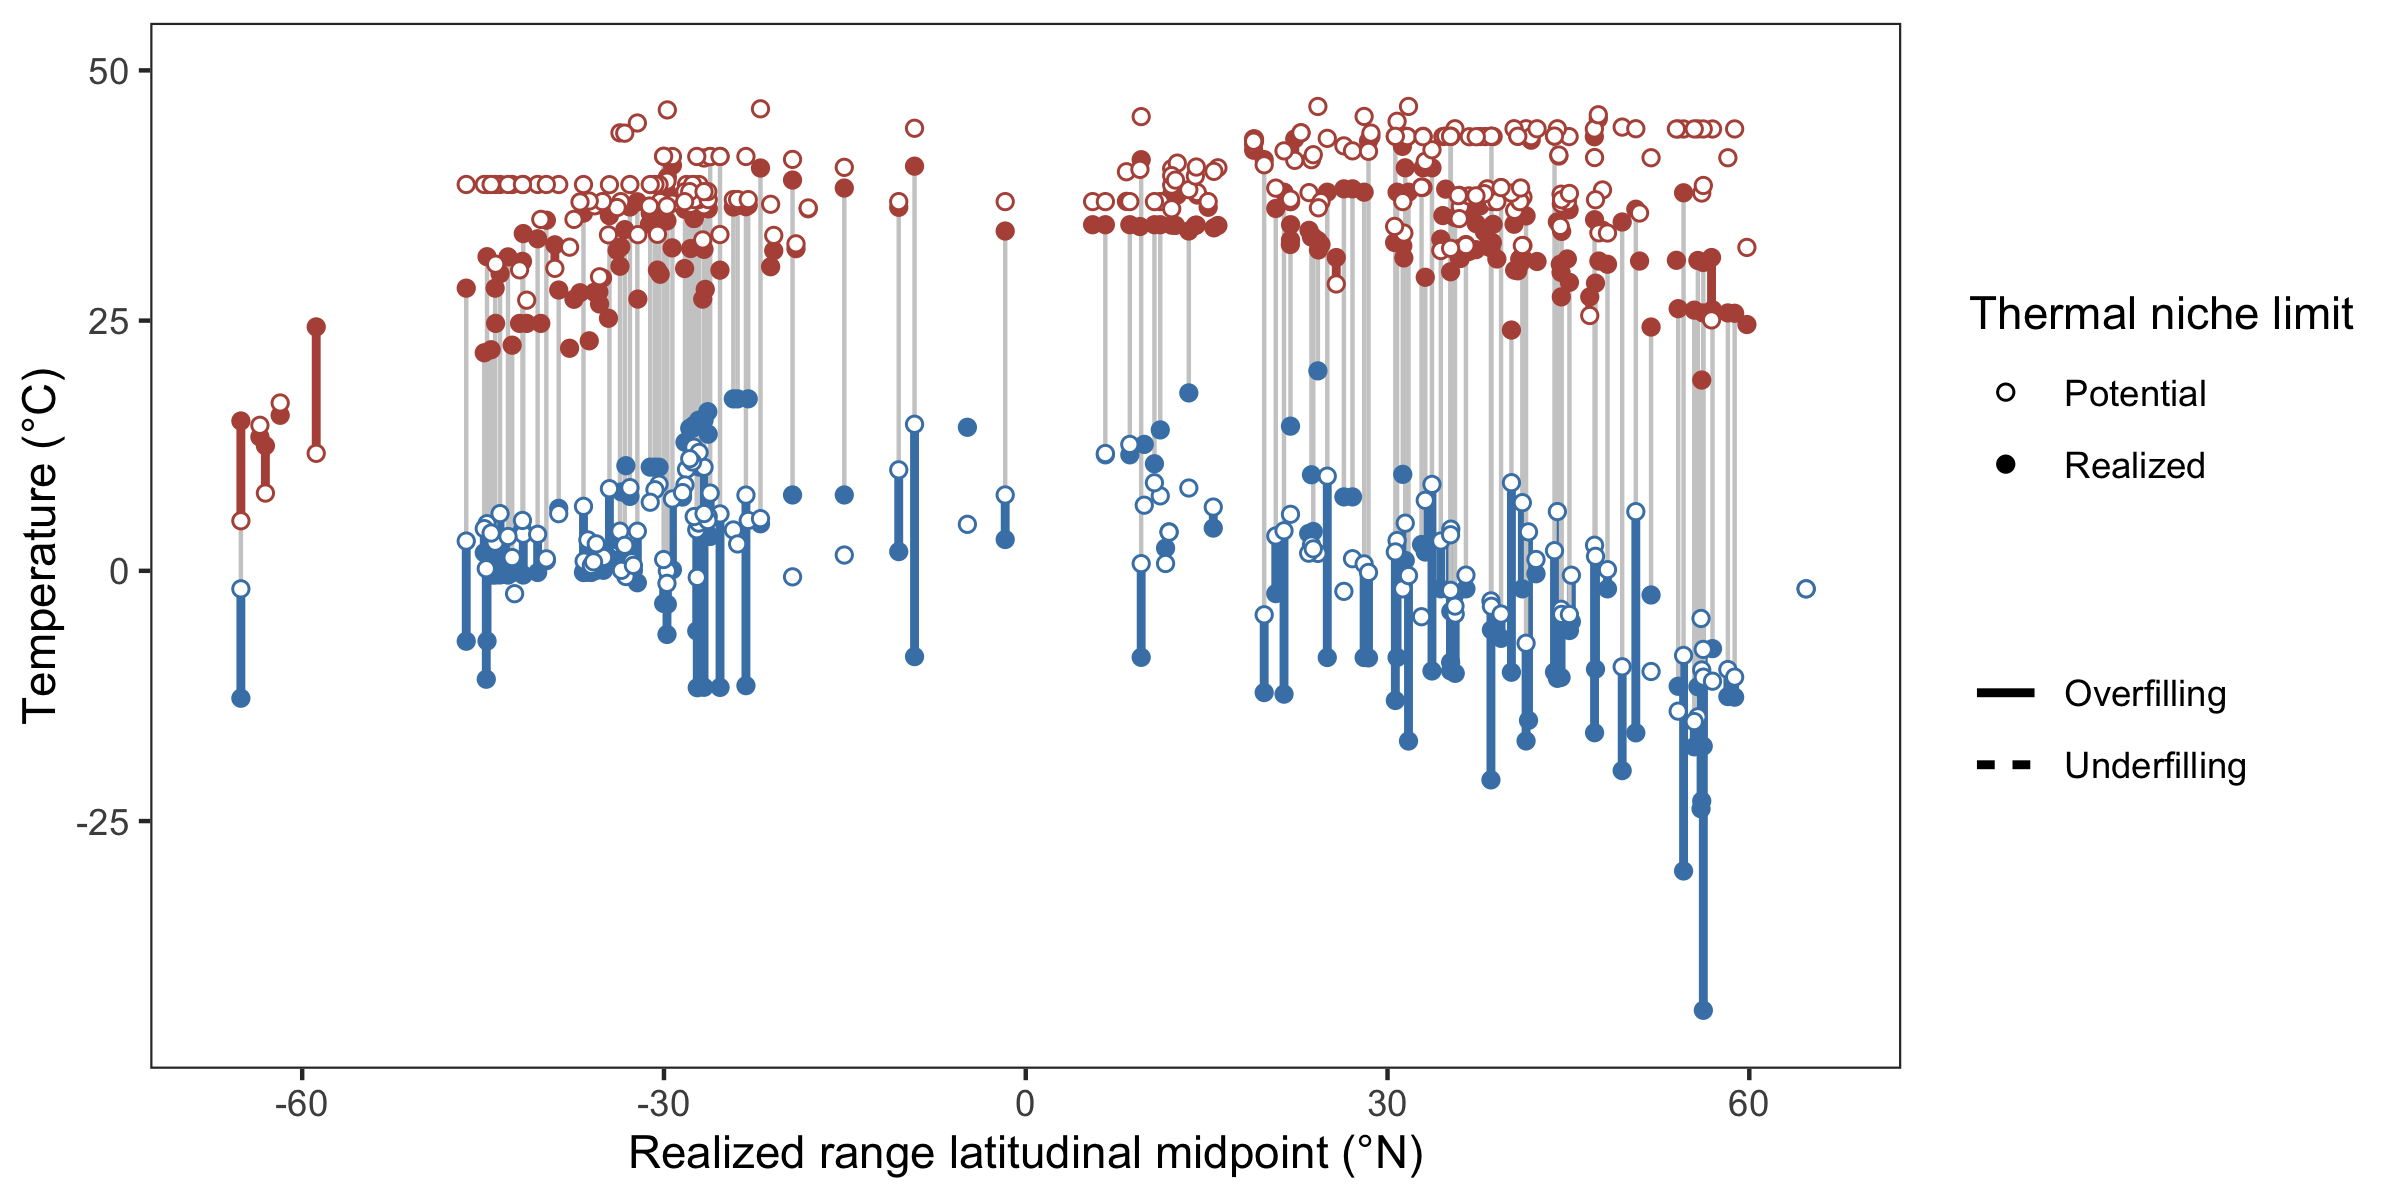 50
25
0
-25
Temperature (°C)
-60
-30
0
30
60
Realized range latitudinal midpoint (°N)
Thermal niche limit
Potential
Realized
Overfilling
Underfilling